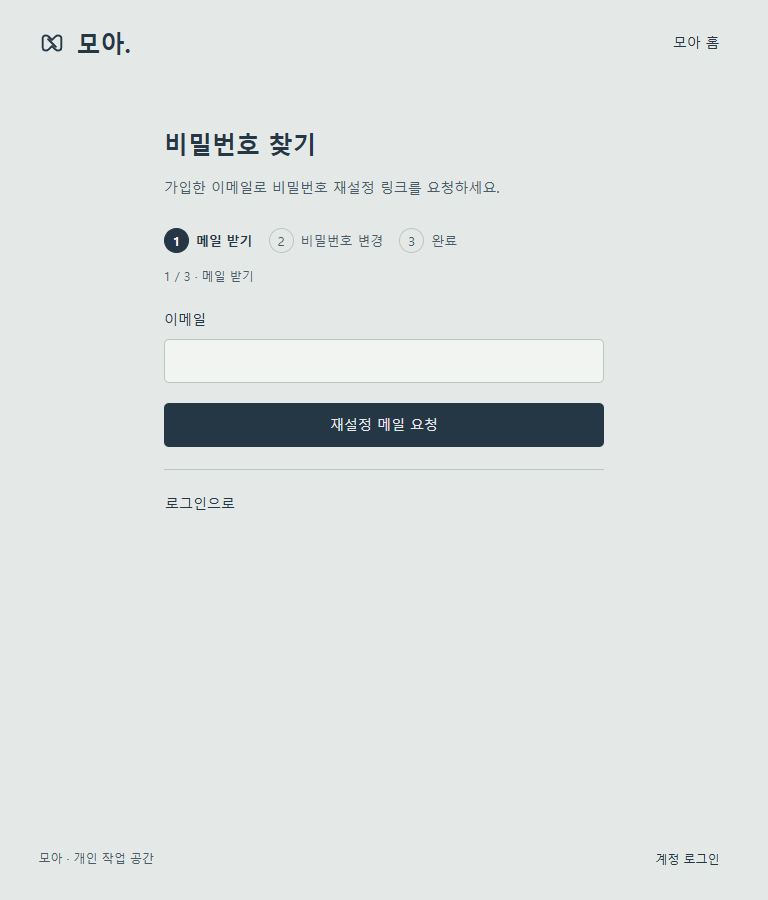 모아.
모아 홈
비밀번호 찾기
가입한 이메일로 비밀번호 재설정 링크를 요청하세요.
1 메일 받기 2 비밀번호 변경 3 완료
1 / 3 · 메일 받기
이메일
재설정 메일 요청
로그인으로
모아 · 개인 작업 공간
계정 로그인